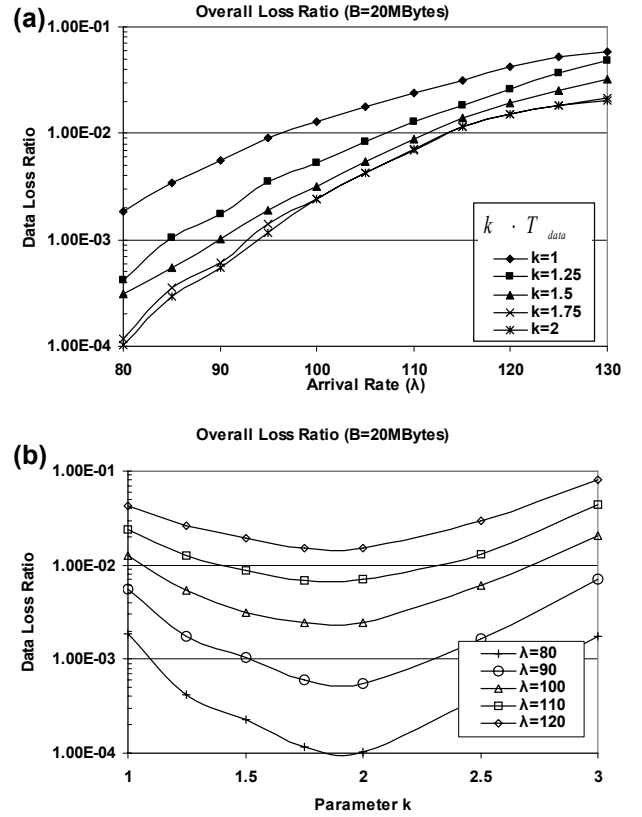 (a)
Overall Loss Ratio (B=20MBytes)
1.00E-01
1.00E-02
1.00E-03
1.00E-04
Data Loss Ratio
80 90 100 110 120 130
Arrival Rate (λ)
k · T data
k=1
k=1.25
k=1.5
k=1.75
k=2
(b)
Overall Loss Ratio (B=20MBytes)
1.00E-01
1.00E-02
1.00E-03
1.00E-04
Data Loss Ratio
1 1.5 2 2.5 3
Parameter k
λ=80
λ=90
λ=100
λ=110
λ=120